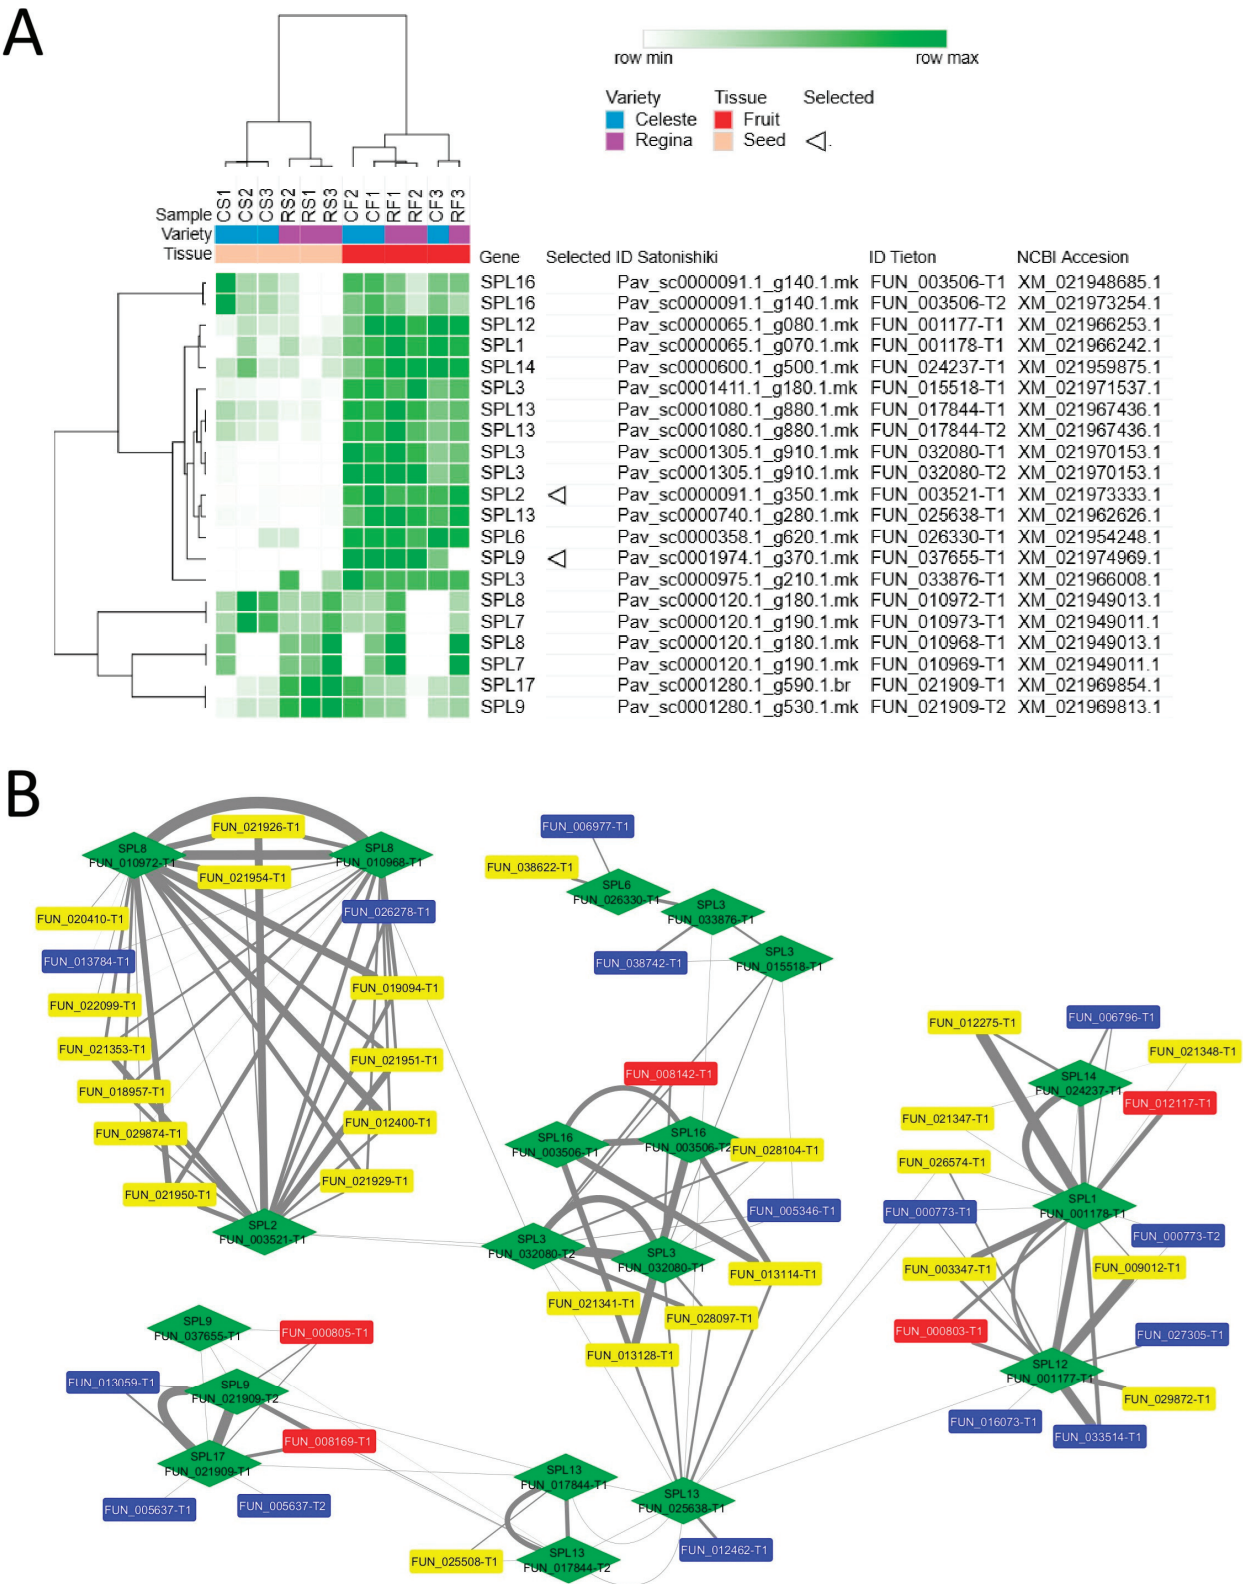 A
row min row max
Variety Tissue Selected
Celeste Fruit
Regina Seed
CS1 CS2 CS3 RS2 RS1 RS3 CF2 CF1 RF1 RF2 CF3 RF3
Sample
Variety
Tissue
Gene Selected ID Satonishiki ID Tieton NCBI Accesion
SPL16 Pav_sc0000091.1_g140.1.mk FUN_003506-T1 XM_021948685.1
SPL16 Pav_sc0000091.1_g140.1.mk FUN_003506-T2 XM_021973254.1
SPL12 Pav_sc0000065.1_g080.1.mk FUN_001177-T1 XM_021966253.1
SPL1 Pav_sc0000065.1_g070.1.mk FUN_001178-T1 XM_021966242.1
SPL14 Pav_sc0000600.1_g500.1.mk FUN_024237-T1 XM_021959875.1
SPL3 Pav_sc0001411.1_g180.1.mk FUN_015518-T1 XM_021971537.1
SPL13 Pav_sc0001080.1_g880.1.mk FUN_017844-T1 XM_021967436.1
SPL13 Pav_sc0001080.1_g880.1.mk FUN_017844-T2 XM_021967436.1
SPL3 Pav_sc0001305.1_g910.1.mk FUN_032080-T1 XM_021970153.1
SPL3 Pav_sc0001305.1_g910.1.mk FUN_032080-T2 XM_021970153.1
SPL2 Pav_sc0000091.1_g350.1.mk FUN_003521-T1 XM_021973333.1
SPL13 Pav_sc0000740.1_g280.1.mk FUN_025638-T1 XM_021962626.1
SPL6 Pav_sc0000358.1_g620.1.mk FUN_026330-T1 XM_021954248.1
SPL9 Pav_sc0001974.1_g370.1.mk FUN_037655-T1 XM_021974969.1
SPL3 Pav_sc0000975.1_g210.1.mk FUN_033876-T1 XM_021966008.1
SPL8 Pav_sc0000120.1_g180.1.mk FUN_010972-T1 XM_021949013.1
SPL7 Pav_sc0000120.1_g190.1.mk FUN_010973-T1 XM_021949011.1
SPL8 Pav_sc0000120.1_g180.1.mk FUN_010968-T1 XM_021949013.1
SPL7 Pav_sc0000120.1_g190.1.mk FUN_010969-T1 XM_021949011.1
SPL17 Pav_sc0001280.1_g590.1.br FUN_021909-T1 XM_021969854.1
SPL9 Pav_sc0001280.1_g530.1.mk FUN_021909-T2 XM_021969813.1
B
FUN_021926-T1
SPL8
FUN_010972-T1
SPL8
FUN_010968-T1
FUN_021954-T1
FUN_020410-T1
FUN_026278-T1
FUN_013784-T1
FUN_019094-T1
FUN_022099-T1
FUN_021353-T1
FUN_021951-T1
FUN_018957-T1
FUN_012400-T1
FUN_029874-T1
FUN_021929-T1
FUN_021950-T1
SPL2
FUN_003521-T1
FUN_006977-T1
FUN_038622-T1
SPL6
FUN_026330-T1
SPL3
FUN_033876-T1
FUN_038742-T1
SPL3
FUN_015518-T1
FUN_008142-T1
SPL16
FUN_003506-T1
SPL16
FUN_003506-T2
FUN_028104-T1
FUN_005346-T1
SPL3
FUN_032080-T2
SPL3
FUN_032080-T1
FUN_013114-T1
FUN_021341-T1
FUN_028097-T1
FUN_013128-T1
FUN_012275-T1
FUN_006796-T1
FUN_021348-T1
SPL14
FUN_024237-T1
FUN_012117-T1
FUN_021347-T1
FUN_026574-T1
SPL1
FUN_001178-T1
FUN_000773-T1
FUN_000773-T2
FUN_003347-T1
FUN_009012-T1
FUN_000803-T1
FUN_027305-T1
SPL12
FUN_001177-T1
FUN_029872-T1
FUN_016073-T1
FUN_033514-T1
SPL9
FUN_037655-T1
FUN_000805-T1
FUN_013059-T1
SPL9
FUN_021909-T2
FUN_008169-T1
SPL17
FUN_021909-T1
FUN_005637-T1
FUN_005637-T2
SPL13
FUN_017844-T1
SPL13
FUN_025638-T1
FUN_012462-T1
SPL13
FUN_017844-T2
FUN_025508-T1